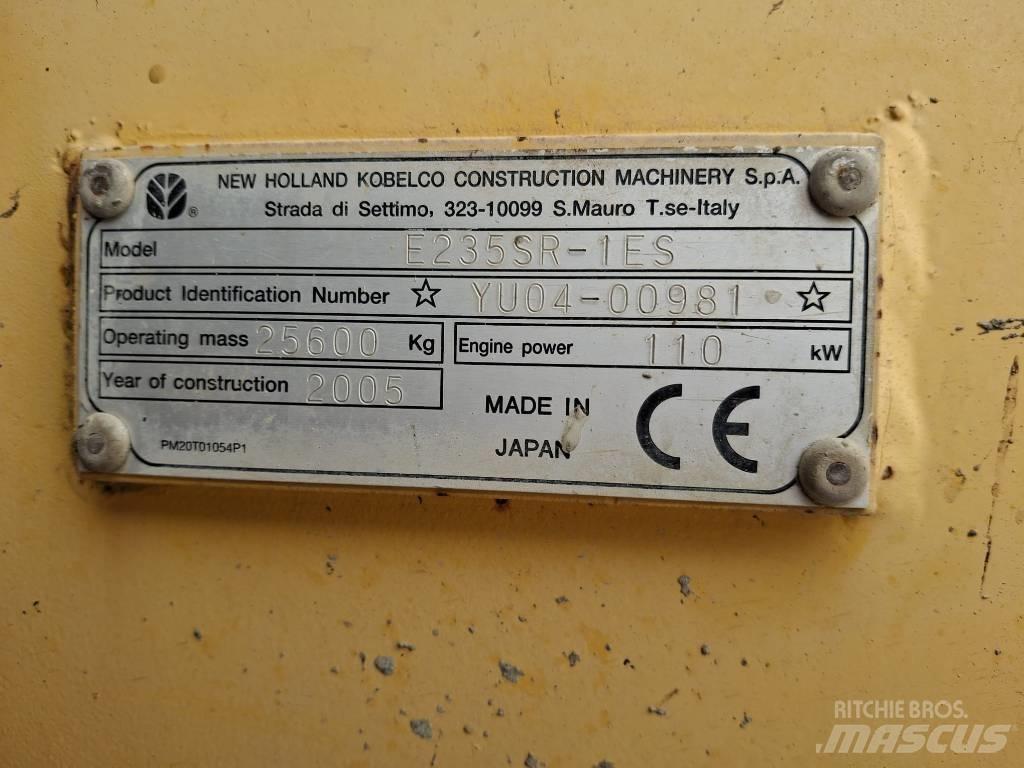 NEW HOLLAND KOBELCO CONSTRUCTION MACHINERY S.p.A.
®
Strada di Settimo, 323-10099 S.Mauro T.se-Italy
Model E235SR-1ES
Product Identification Number ☆ YU04-00981 ☆
Operating mass 25600 Kg Engine power 110 kW
Year of construction 2005
MADE IN
JAPAN
CE
PM20T01054P1
RITCHIE BROS.
MASCUS